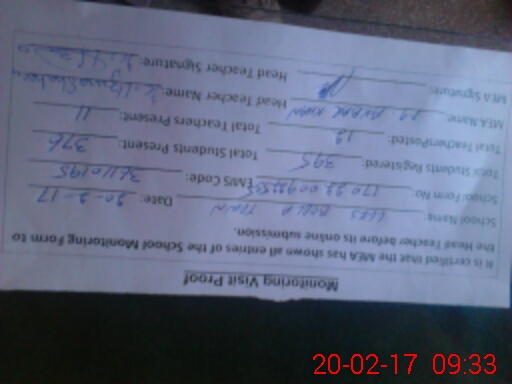 Monitoring Visit Proof
It is certified that the MEA has shown all entries of the School Monitoring Form to
the Head Teacher before its online submission.
School Name TOWN Date: 20-2-17
School Form No: EMIS Code:
Total Students Registered: 395 Total Students Present: 376
Total TeachersPosted: 12 Total Teachers Present: 11
MEA Name: KHAN Head Teacher Name:
MEA Signature: Head Teacher Signature:
20-02-17 09:33